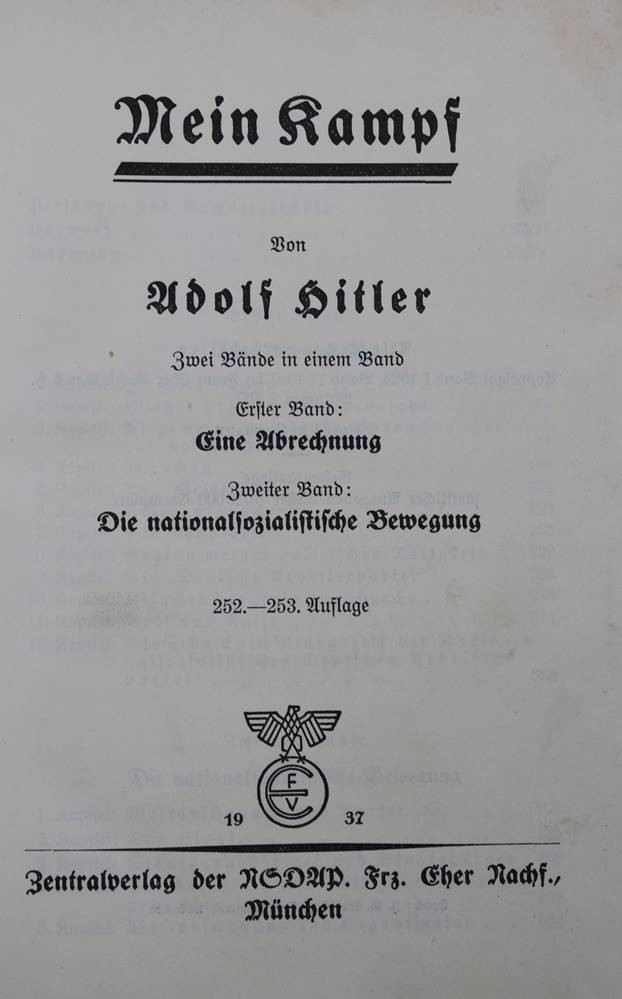 Mein Kampf
Von
Adolf Hitler
Zwei Bände in einem Band
Erster Band:
Eine Abrechnung
Zweiter Band:
Die nationalsozialistische Bewegung
252.—253. Auflage
F
V
19 37
Zentralverlag der NSDAP. Frz. Eher Nachf.,
München